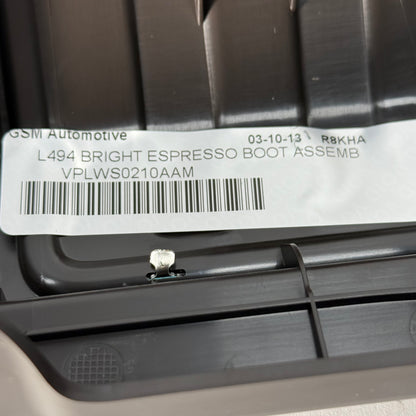 GSM Automotive 03-10-13 R8KHA
L494 BRIGHT ESPRESSO BOOT ASSEMB
VPLWS0210AAM